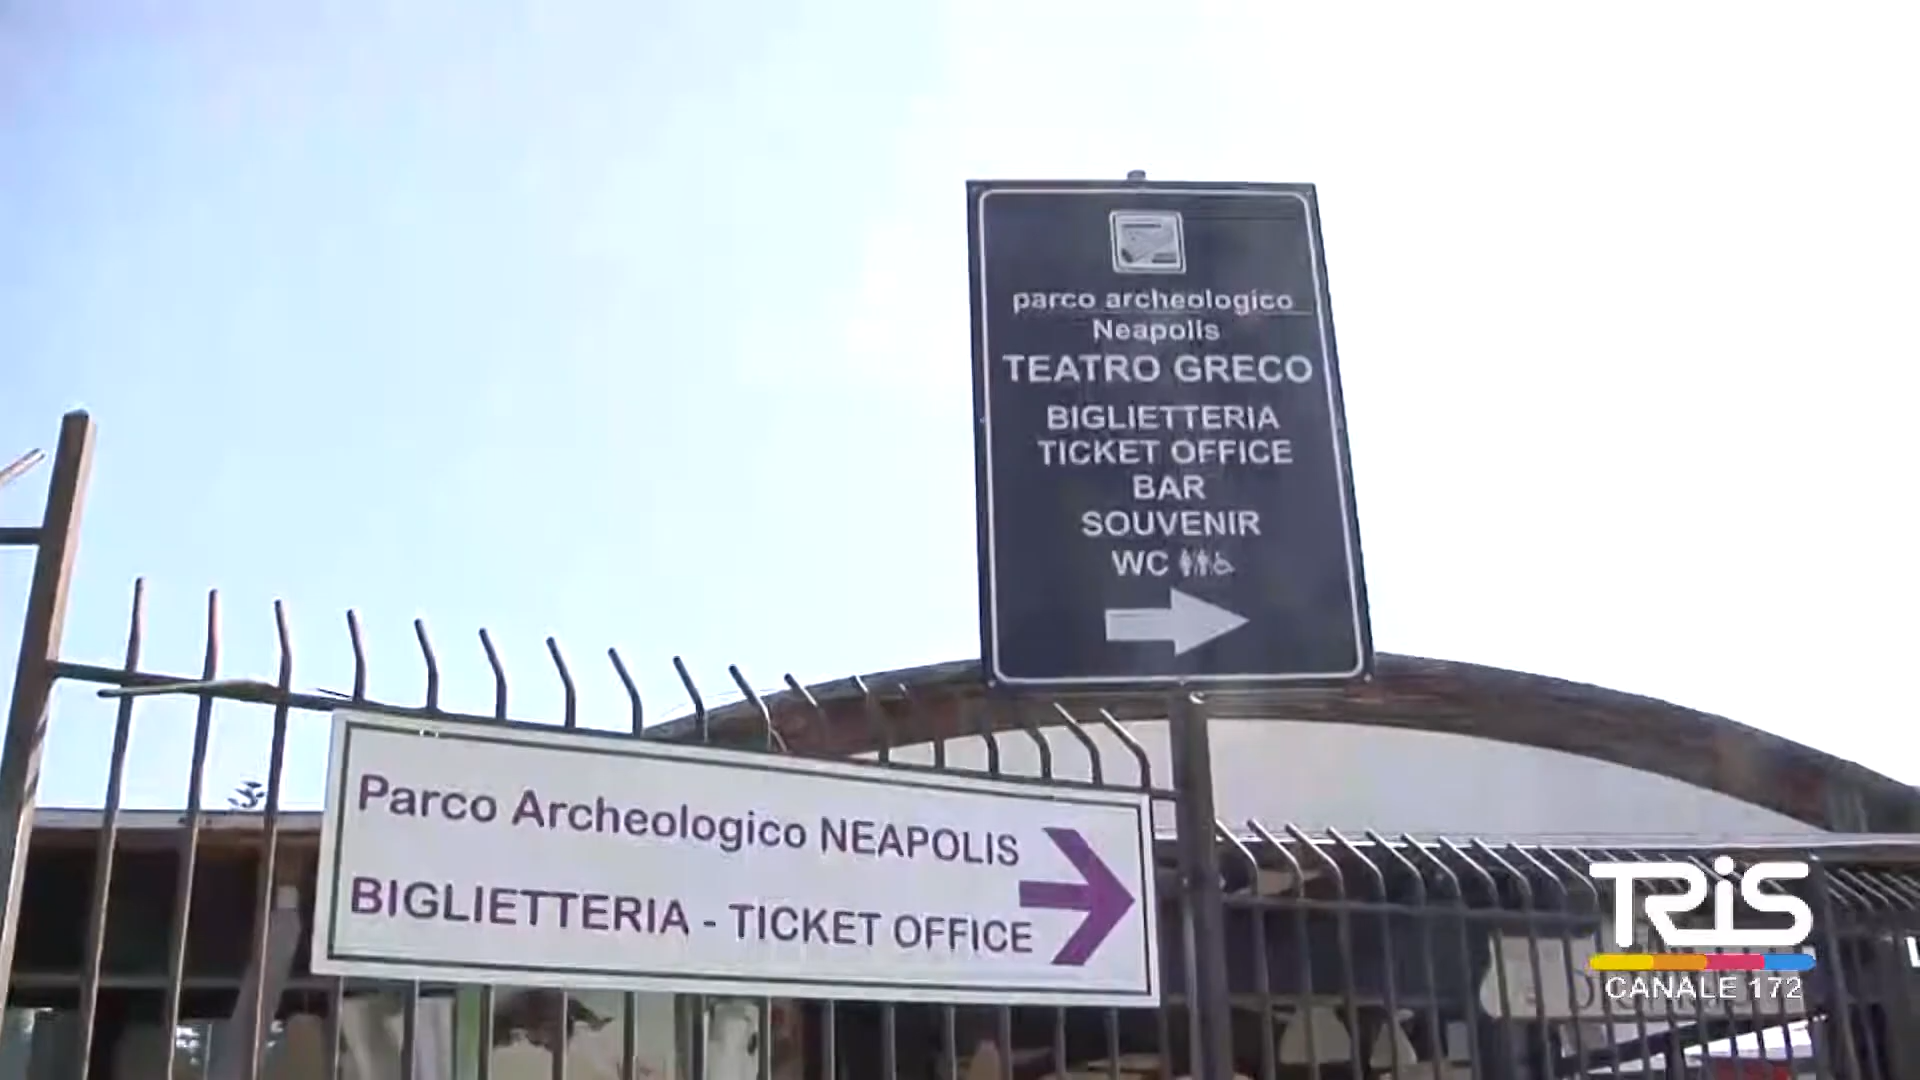 parco archeologico
Neapolis
TEATRO GRECO
BIGLIETTERIA
TICKET OFFICE
BAR
SOUVENIR
WC
Parco Archeologico NEAPOLIS
BIGLIETTERIA - TICKET OFFICE
TRiS
CANALE 172